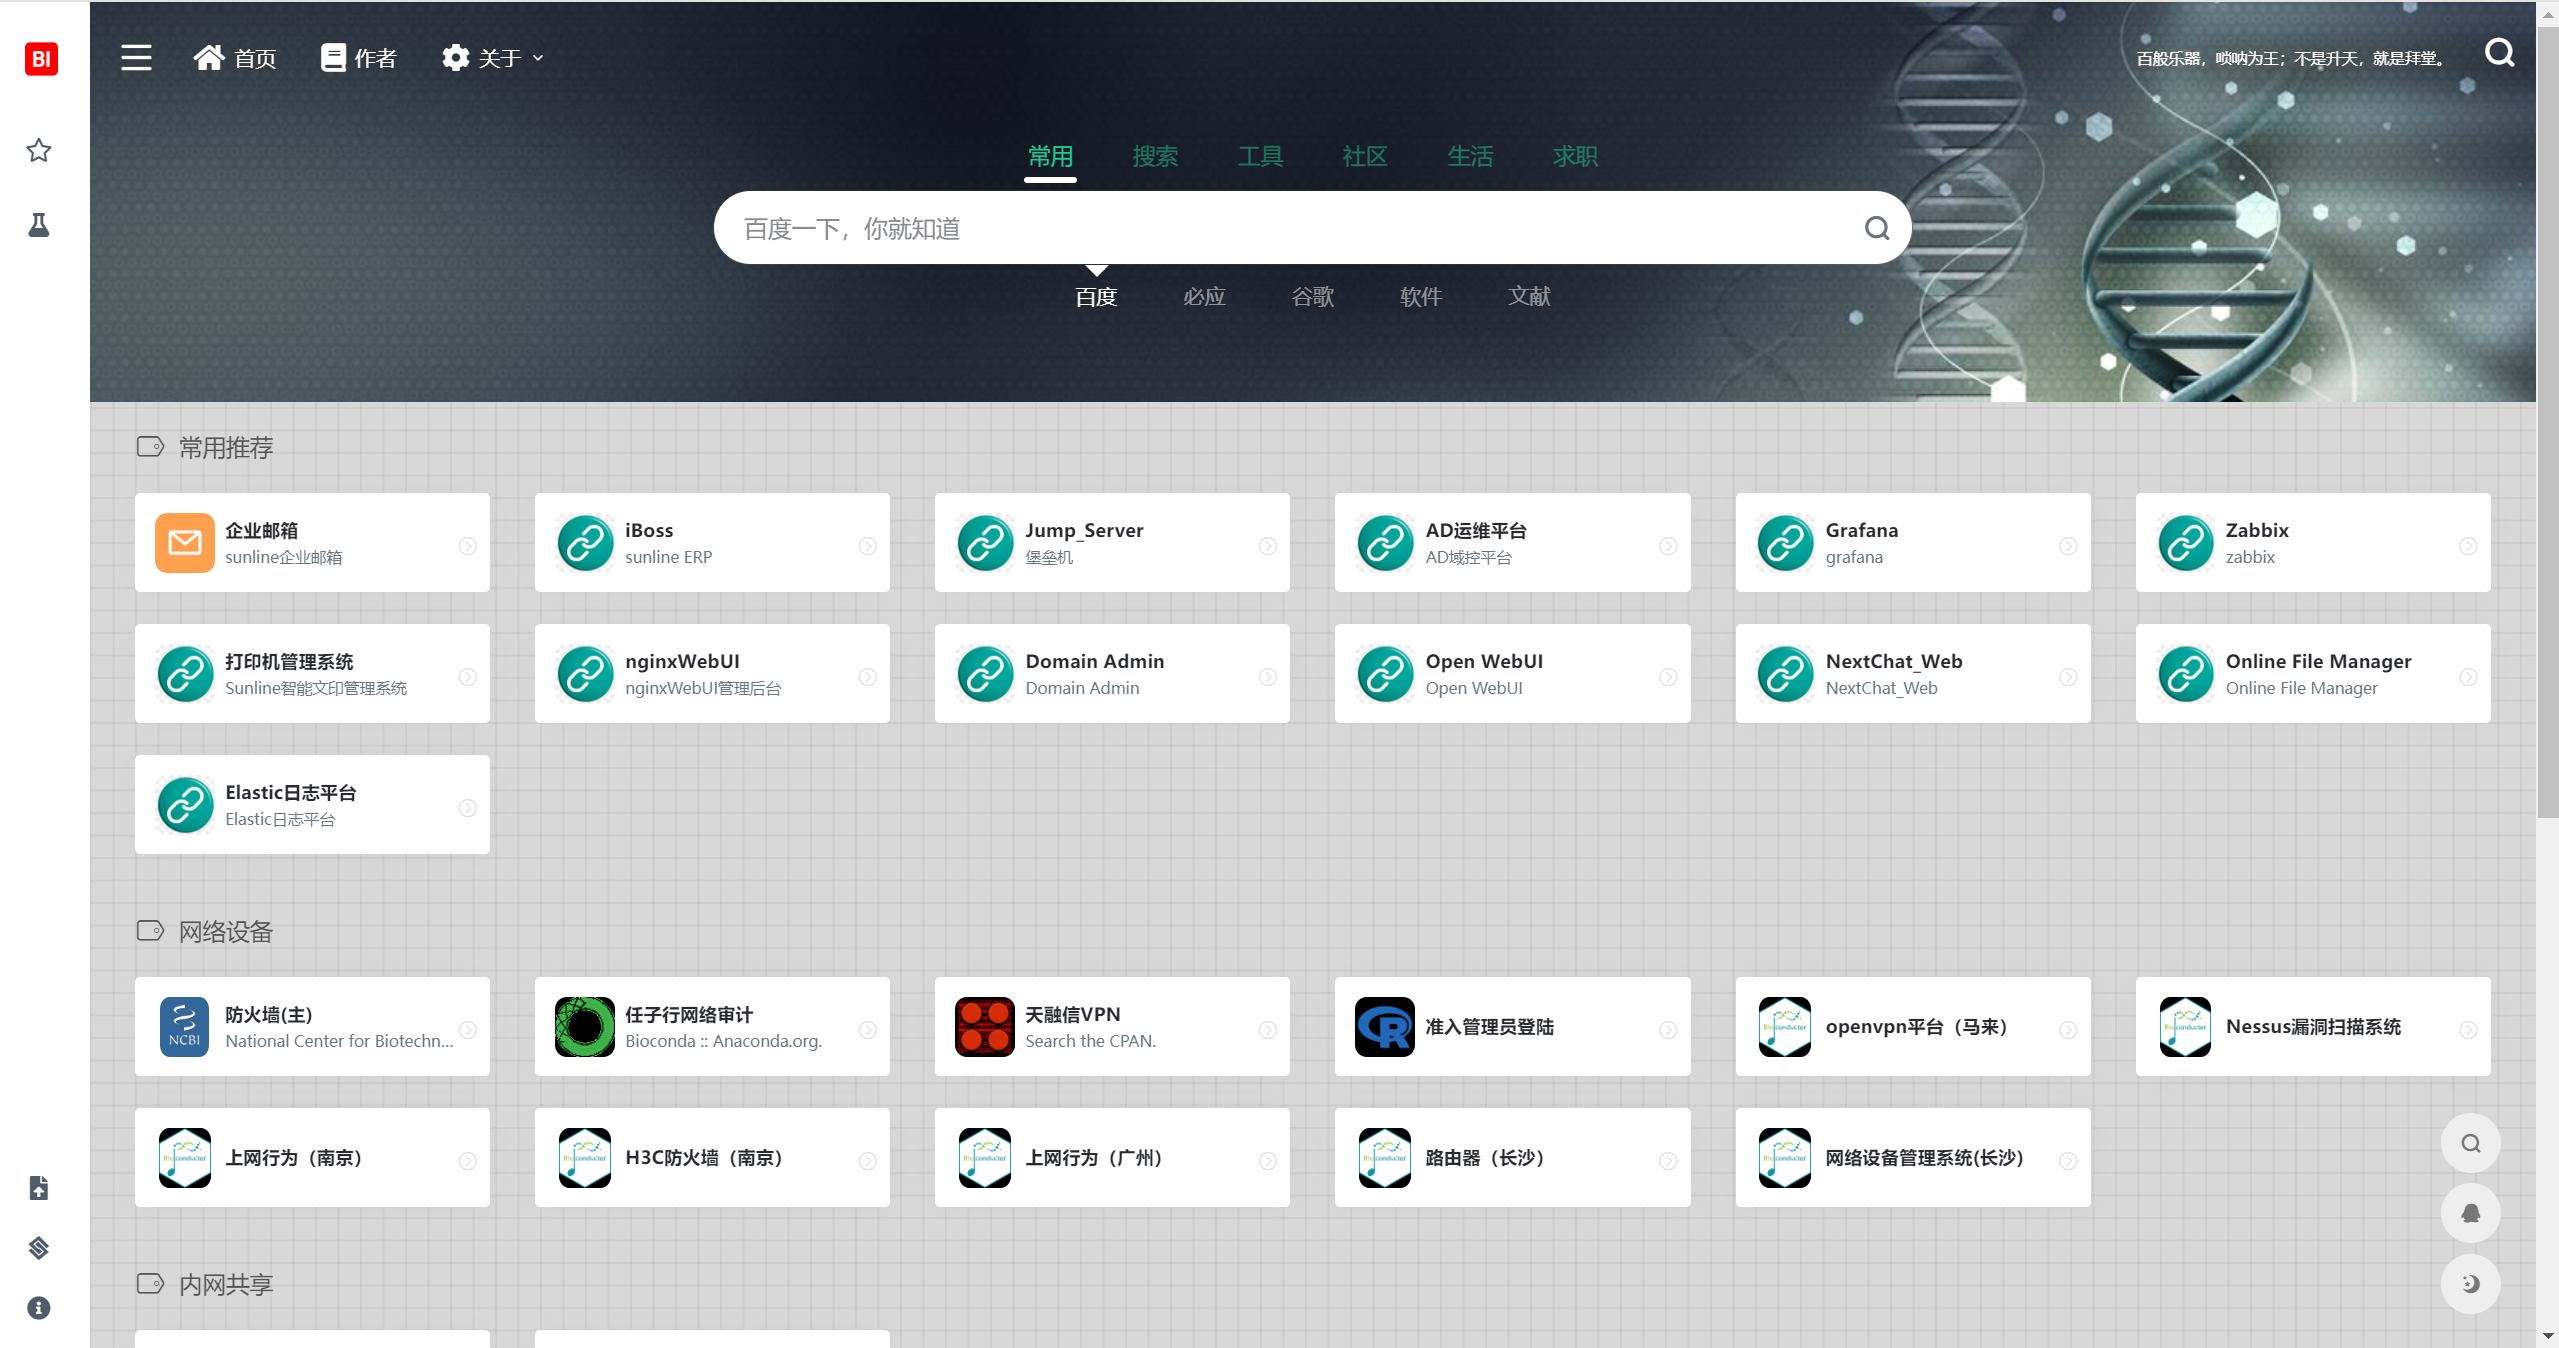 BI
首页
作者
关于
百般乐器，唢呐为王；不是升天，就是拜堂。
常用
搜索
工具
社区
生活
求职
百度一下，你就知道
百度
必应
谷歌
软件
文献
常用推荐
企业邮箱
sunline企业邮箱
iBoss
sunline ERP
Jump_Server
堡垒机
AD运维平台
AD域控平台
Grafana
grafana
Zabbix
zabbix
打印机管理系统
Sunline智能文印管理系统
nginxWebUI
nginxWebUI管理后台
Domain Admin
Domain Admin
Open WebUI
Open WebUI
NextChat_Web
NextChat_Web
Online File Manager
Online File Manager
Elastic日志平台
Elastic日志平台
网络设备
NCBI
防火墙(主)
National Center for Biotechn...
任子行网络审计
Bioconda :: Anaconda.org.
天融信VPN
Search the CPAN.
R
准入管理员登陆
Bioconductor
openvpn平台（马来）
Bioconductor
Nessus漏洞扫描系统
Bioconductor
上网行为（南京）
Bioconductor
H3C防火墙（南京）
Bioconductor
上网行为（广州）
Bioconductor
路由器（长沙）
Bioconductor
网络设备管理系统(长沙)
内网共享